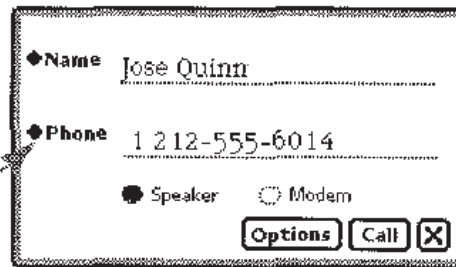 ◆Name Jose Quinn
◆Phone 1 212-555-6014
Speaker Modem
Options Call X